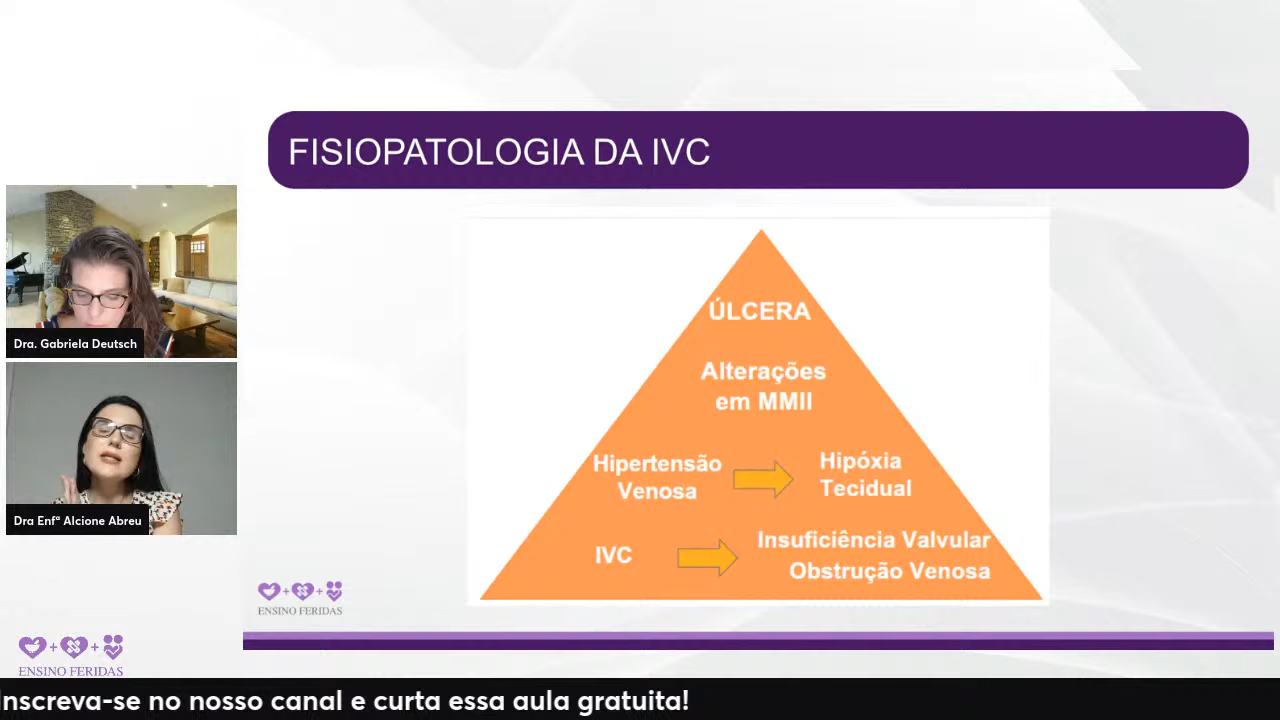 FISIOPATOLOGIA DA IVC
Dra. Gabriela Deutsch
Dra Enfª Alcione Abreu
ÚLCERA
Alterações
em MMII
Hipertensão
Venosa
Hipóxia
Tecidual
IVC
Insuficiência Valvular
Obstrução Venosa
ENSINO FERIDAS
ENSINO FERIDAS
Inscreva-se no nosso canal e curta essa aula gratuita!